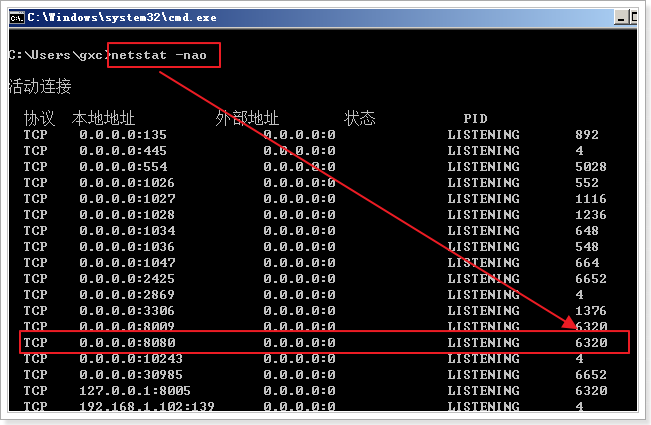 C:\Windows\system32\cmd.exe
C:\Users\gxc>netstat -nao
活动连接
协议 本地地址 外部地址 状态 PID
TCP 0.0.0.0:135 0.0.0.0:0 LISTENING 892
TCP 0.0.0.0:445 0.0.0.0:0 LISTENING 4
TCP 0.0.0.0:554 0.0.0.0:0 LISTENING 5028
TCP 0.0.0.0:1026 0.0.0.0:0 LISTENING 552
TCP 0.0.0.0:1027 0.0.0.0:0 LISTENING 1116
TCP 0.0.0.0:1028 0.0.0.0:0 LISTENING 1236
TCP 0.0.0.0:1034 0.0.0.0:0 LISTENING 648
TCP 0.0.0.0:1036 0.0.0.0:0 LISTENING 548
TCP 0.0.0.0:1047 0.0.0.0:0 LISTENING 664
TCP 0.0.0.0:2425 0.0.0.0:0 LISTENING 6652
TCP 0.0.0.0:2869 0.0.0.0:0 LISTENING 4
TCP 0.0.0.0:3306 0.0.0.0:0 LISTENING 1376
TCP 0.0.0.0:8009 0.0.0.0:0 LISTENING 6320
TCP 0.0.0.0:8080 0.0.0.0:0 LISTENING 6320
TCP 0.0.0.0:10243 0.0.0.0:0 LISTENING 4
TCP 0.0.0.0:30985 0.0.0.0:0 LISTENING 6652
TCP 127.0.0.1:8005 0.0.0.0:0 LISTENING 6320
TCP 192.168.1.102:139 0.0.0.0:0 LISTENING 4